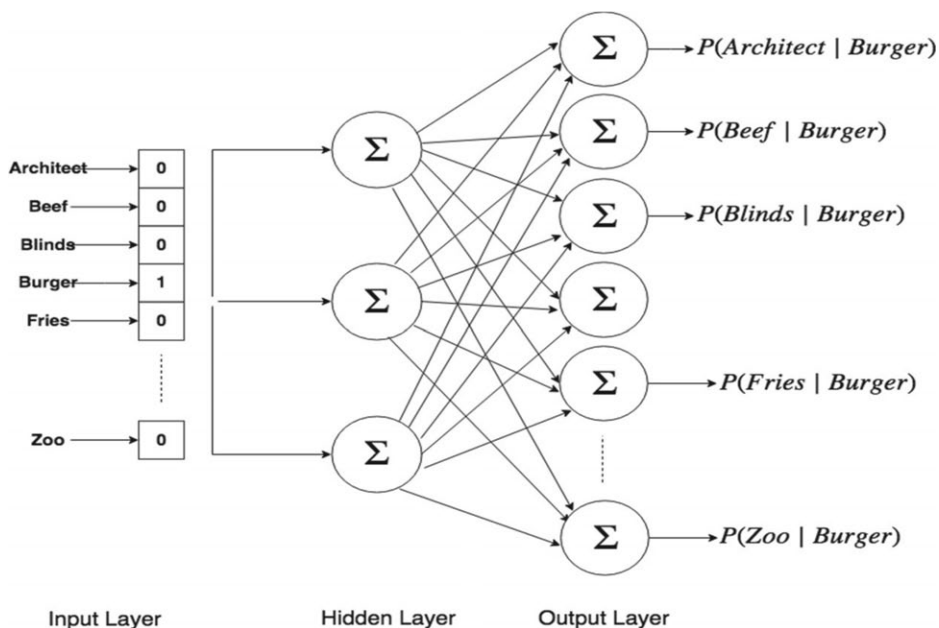 Architect
0
Beef
0
Blinds
0
Burger
1
Fries
0
Zoo
0
Σ
Σ
Σ
Σ
P(Architect | Burger)
Σ
P(Beef | Burger)
Σ
P(Blinds | Burger)
Σ
Σ
P(Fries | Burger)
Σ
P(Zoo | Burger)
Input Layer
Hidden Layer
Output Layer